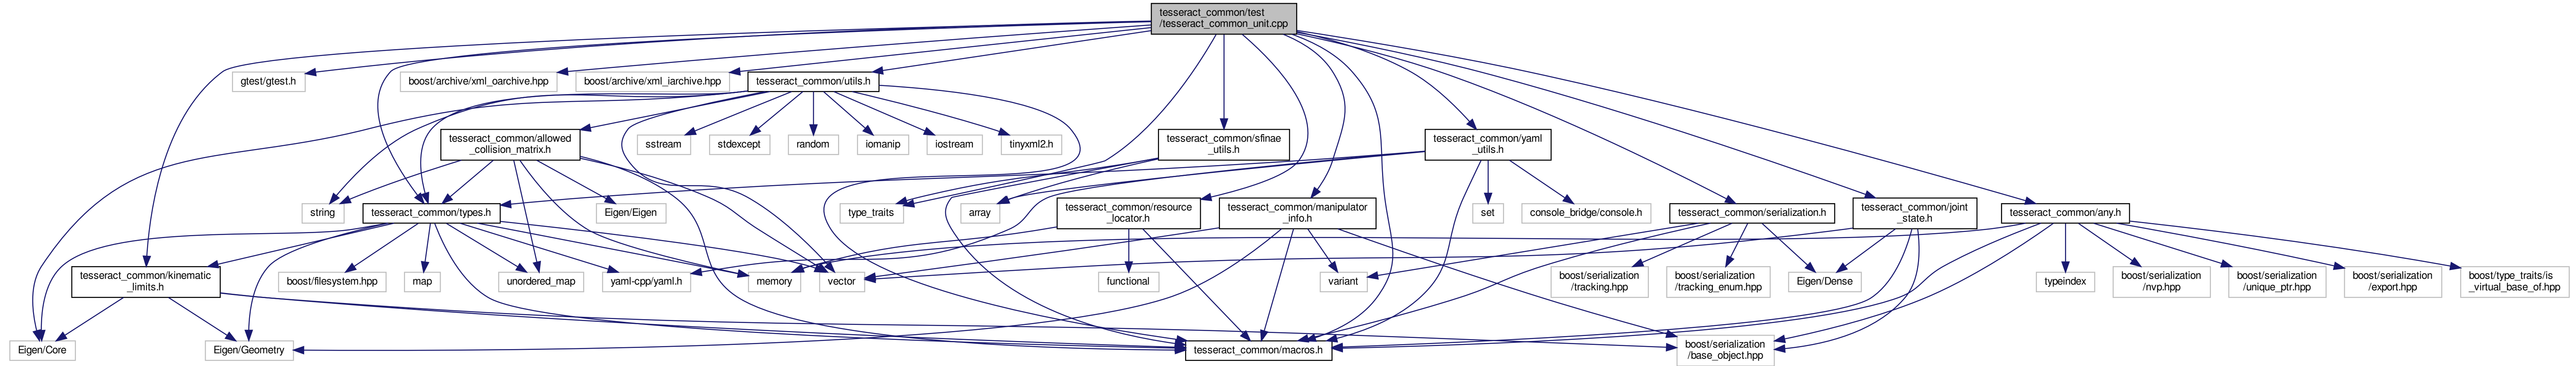 tesseract_common/test
/tesseract_common_unit.cpp
gtest/gtest.h
boost/archive/xml_oarchive.hpp
boost/archive/xml_iarchive.hpp
tesseract_common/utils.h
tesseract_common/allowed
_collision_matrix.h
sstream
stdexcept
random
iomanip
iostream
tinyxml2.h
tesseract_common/sfinae
_utils.h
tesseract_common/yaml
_utils.h
string
tesseract_common/types.h
Eigen/Eigen
type_traits
array
tesseract_common/resource
_locator.h
tesseract_common/manipulator
_info.h
set
console_bridge/console.h
tesseract_common/serialization.h
tesseract_common/joint
_state.h
tesseract_common/any.h
tesseract_common/kinematic
_limits.h
boost/filesystem.hpp
map
unordered_map
yaml-cpp/yaml.h
memory
vector
functional
variant
boost/serialization
/tracking.hpp
boost/serialization
/tracking_enum.hpp
Eigen/Dense
typeindex
boost/serialization
/nvp.hpp
boost/serialization
/unique_ptr.hpp
boost/serialization
/export.hpp
boost/type_traits/is
_virtual_base_of.hpp
Eigen/Core
Eigen/Geometry
tesseract_common/macros.h
boost/serialization
/base_object.hpp